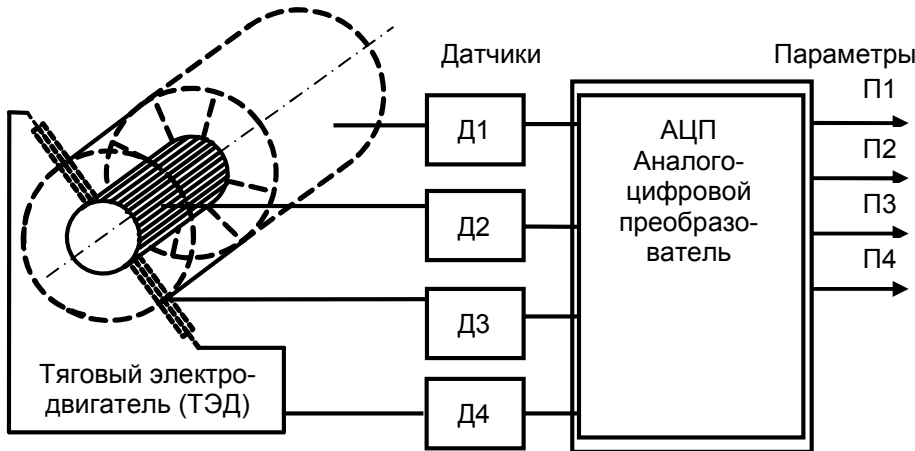 Датчики
Параметры
Д1
Д2
Д3
Д4
АЦП
Аналого-
цифровой
преобразо-
ватель
П1
П2
П3
П4
Тяговый электро-
двигатель (ТЭД)